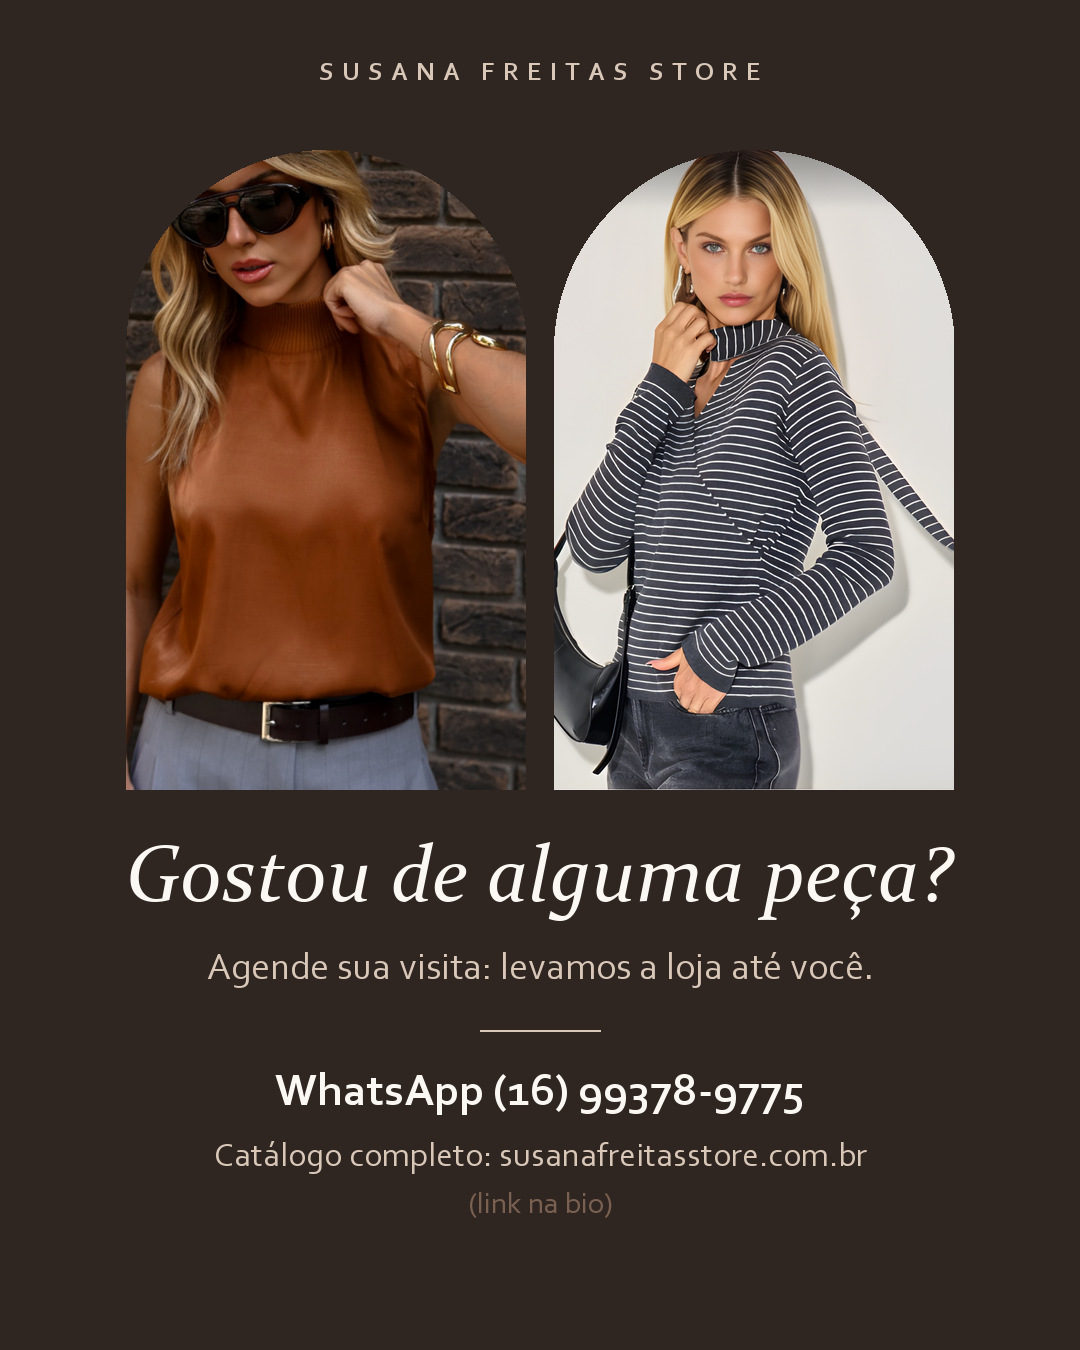 SUSANA FREITAS STORE
Gostou de alguma peça?
Agende sua visita: levamos a loja até você.
WhatsApp (16) 99378-9775
Catálogo completo: susanafreitasstore.com.br
(link na bio)